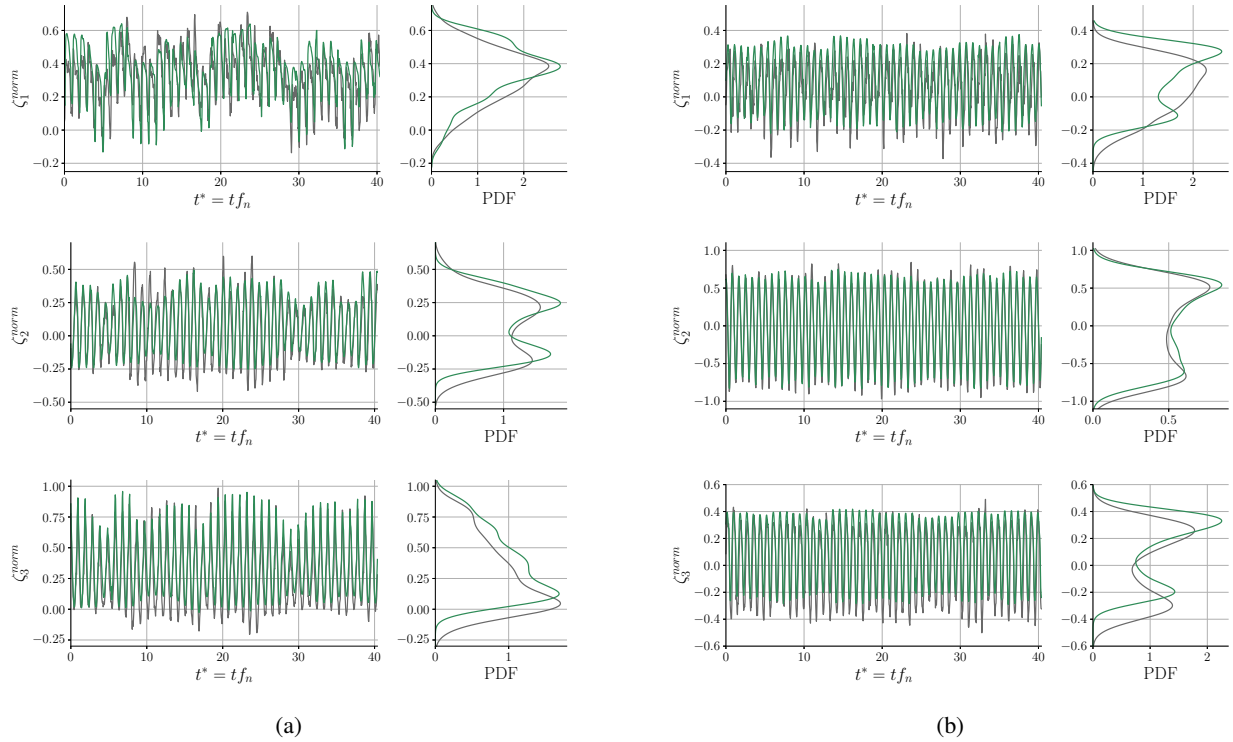 ζ₁ⁿᵒʳᵐ
0.6
0.4
0.2
0.0
−0.2
0 10 20 30 40
t* = tfₙ
0.6
0.4
0.2
0.0
−0.2
0 1 2
PDF
ζ₁ⁿᵒʳᵐ
0.4
0.2
0.0
−0.2
−0.4
0 10 20 30 40
t* = tfₙ
0.4
0.2
0.0
−0.2
−0.4
0 1 2
PDF
ζ₂ⁿᵒʳᵐ
0.50
0.25
0.00
−0.25
−0.50
0 10 20 30 40
t* = tfₙ
0.50
0.25
0.00
−0.25
−0.50
1
PDF
ζ₂ⁿᵒʳᵐ
1.0
0.5
0.0
−0.5
−1.0
0 10 20 30 40
t* = tfₙ
1.0
0.5
0.0
−0.5
−1.0
0.0 0.5
PDF
ζ₃ⁿᵒʳᵐ
1.00
0.75
0.50
0.25
0.00
−0.25
0 10 20 30 40
t* = tfₙ
1.00
0.75
0.50
0.25
0.00
−0.25
1
PDF
ζ₃ⁿᵒʳᵐ
0.6
0.4
0.2
0.0
−0.2
−0.4
−0.6
0 10 20 30 40
t* = tfₙ
0.6
0.4
0.2
0.0
−0.2
−0.4
−0.6
0 1 2
PDF
(a)
(b)